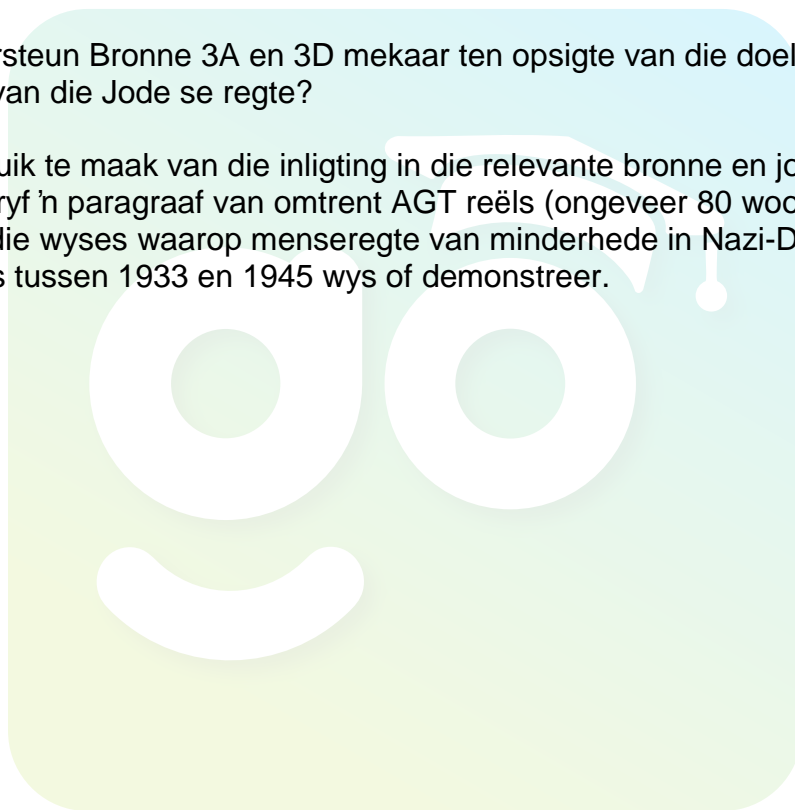 rsteun Bronne 3A en 3D mekaar ten opsigte van die doel
van die Jode se regte?
uik te maak van die inligting in die relevante bronne en jo
ryf 'n paragraaf van omtrent AGT reëls (ongeveer 80 woo
die wyses waarop menseregte van minderhede in Nazi-D
s tussen 1933 en 1945 wys of demonstreer.
go